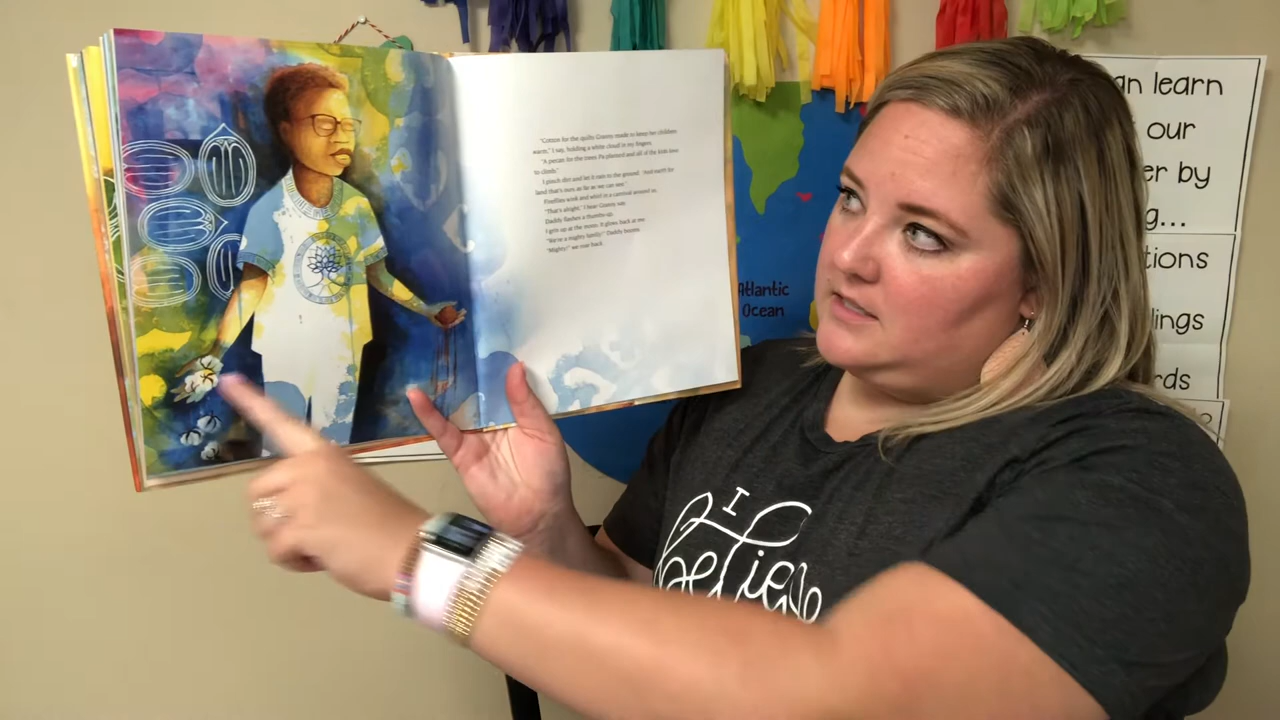 "Cotton for the quilts Granny made to keep her children
warm," I say, holding a white cloud in my fingers.
"A pecan for the trees Pa planted and all of the kids love
to climb."
I pinch dirt and let it rain to the ground. "And earth for
land that's ours as far as we can see."
Fireflies wink and whirl in a carnival around us.
"That's alright," I hear Granny say.
Daddy flashes a thumbs-up.
I grin up at the moon. It glows back at me.
"We're a mighty family!" Daddy booms.
"Mighty!" we roar back.
Atlantic
Ocean
an learn
our
er by
g...
tions
lings
rds
I
believe